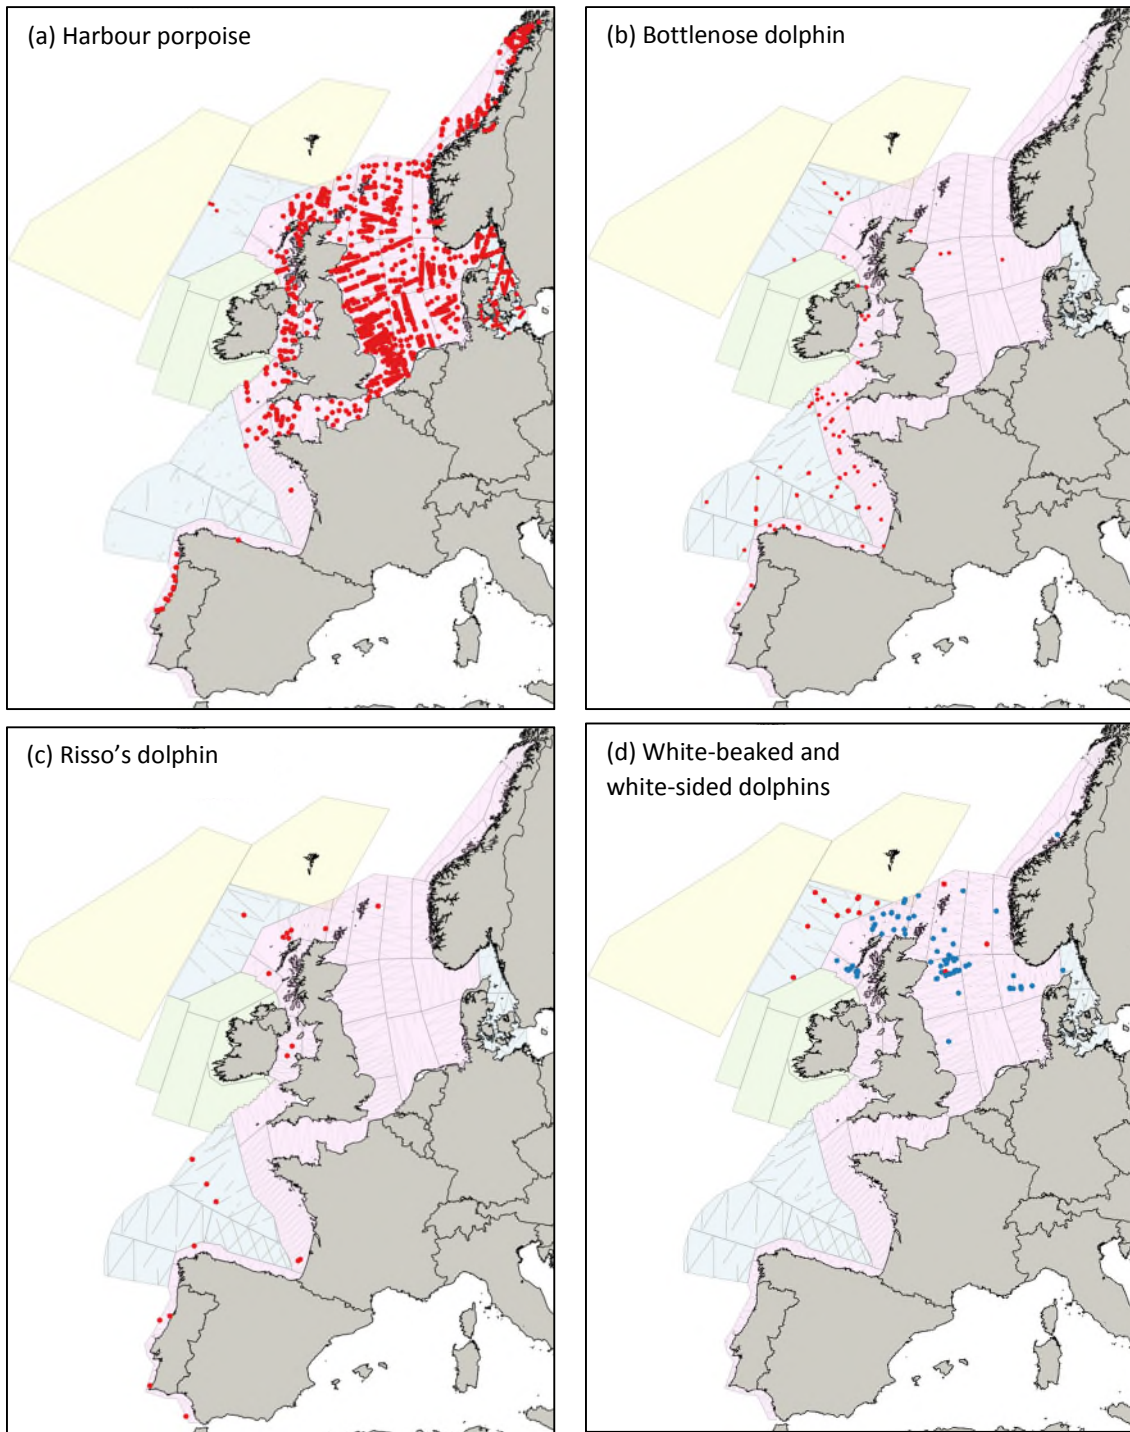 (a) Harbour porpoise
(b) Bottlenose dolphin
(c) Risso’s dolphin
(d) White-beaked and
white-sided dolphins